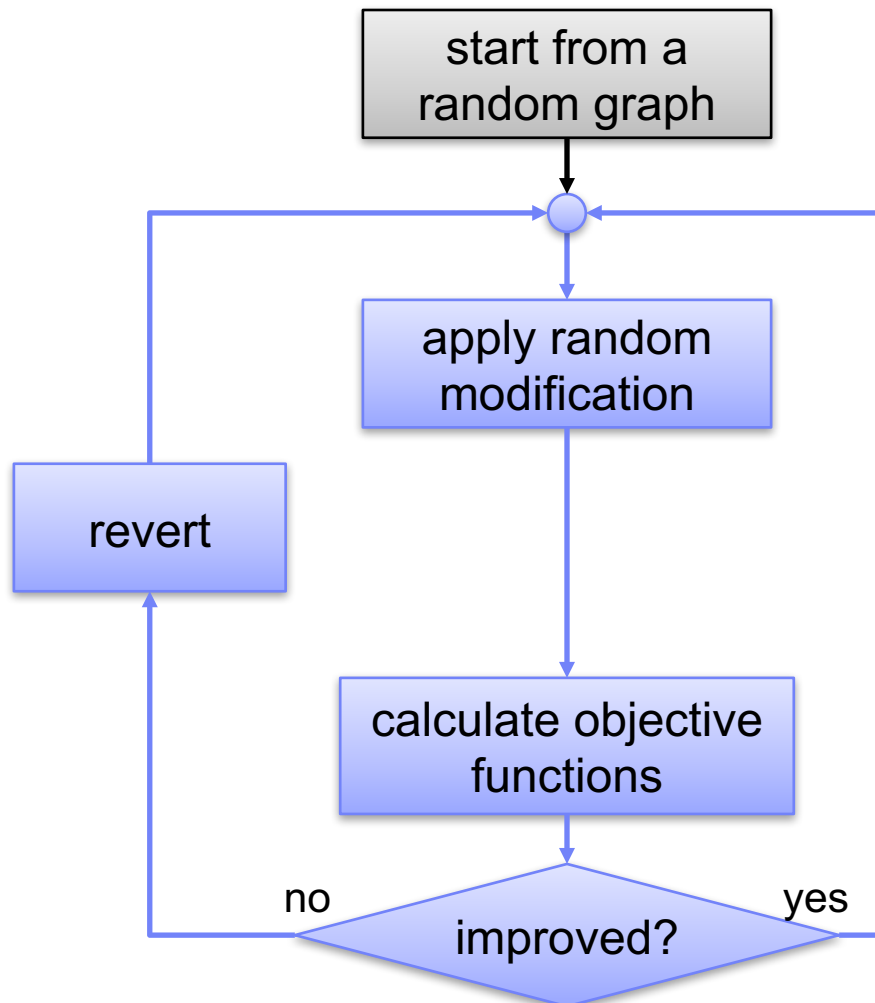 start from a
random graph
apply random
modification
revert
calculate objective
functions
no
yes
improved?